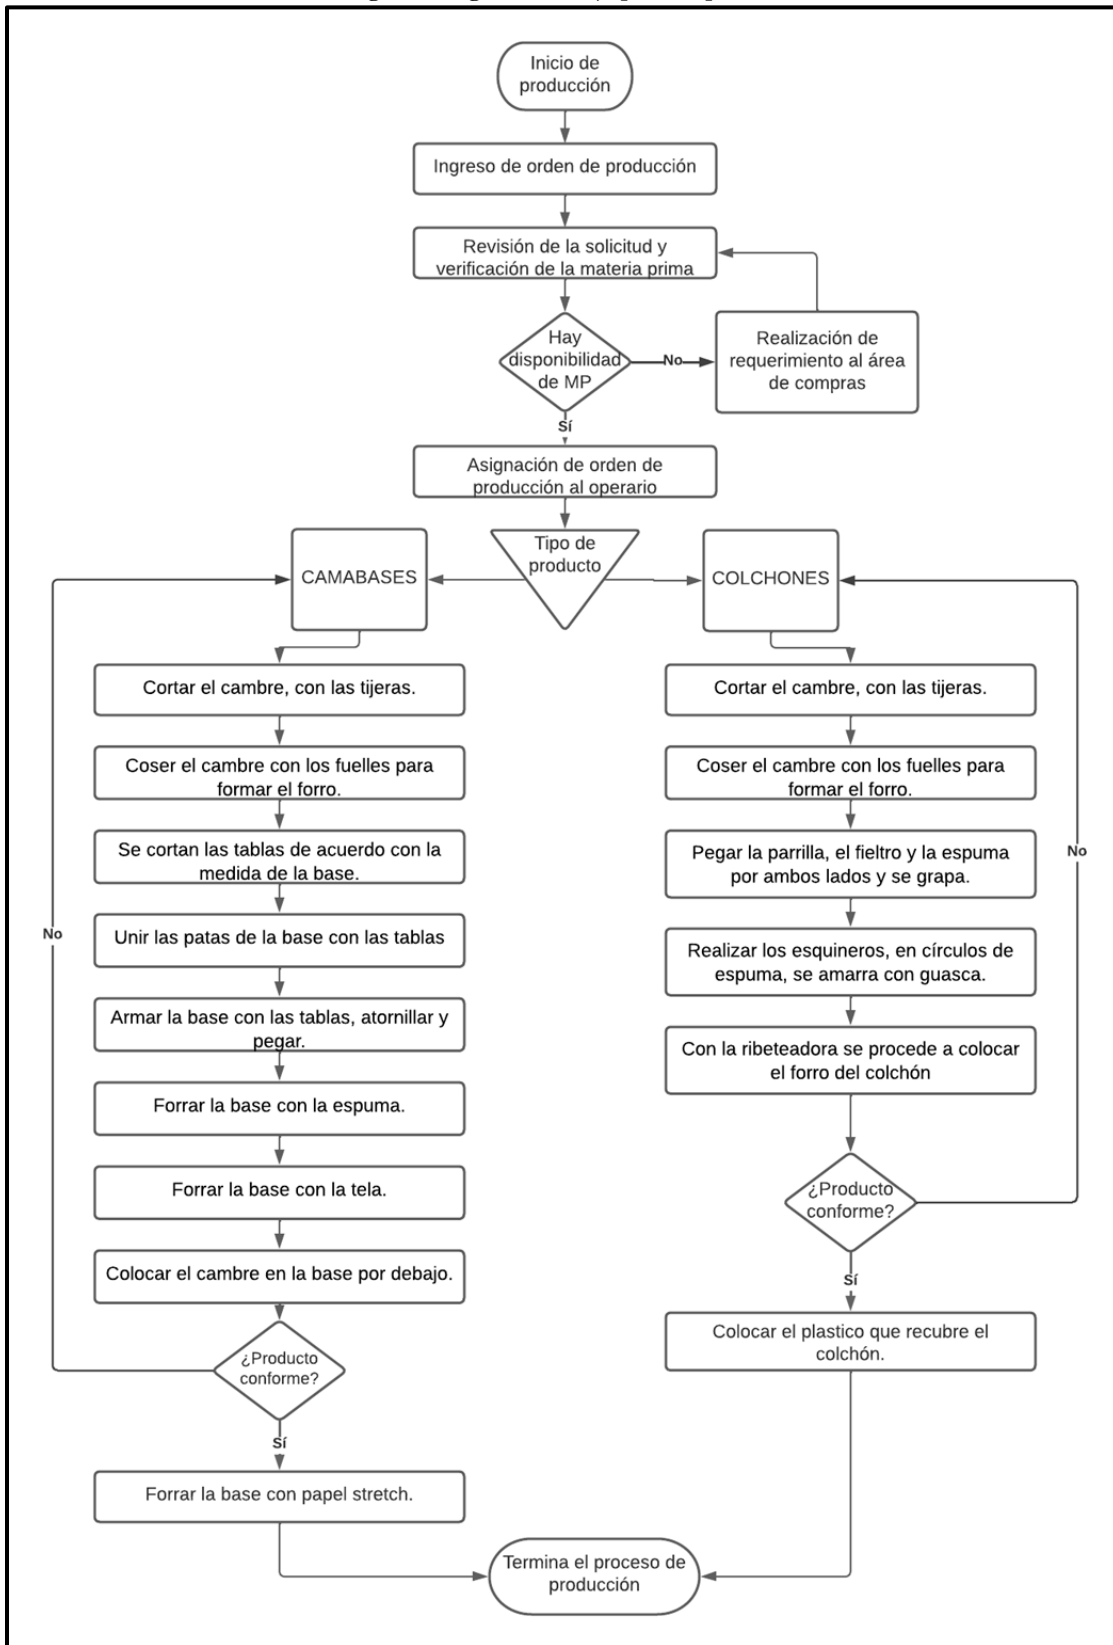 Inicio de
producción
Ingreso de orden de producción
Revisión de la solicitud y
verificación de la materia prima
Hay
disponibilidad
de MP
No
Realización de
requerimiento al área
de compras
Sí
Asignación de orden de
producción al operario
Tipo de
producto
CAMABASES
COLCHONES
Cortar el cambre, con las tijeras.
Coser el cambre con los fuelles para
formar el forro.
Se cortan las tablas de acuerdo con la
medida de la base.
Unir las patas de la base con las tablas
Armar la base con las tablas, atornillar y
pegar.
Forrar la base con la espuma.
Forrar la base con la tela.
Colocar el cambre en la base por debajo.
¿Producto
conforme?
No
Sí
Forrar la base con papel stretch.
Cortar el cambre, con las tijeras.
Coser el cambre con los fuelles para
formar el forro.
Pegar la parrilla, el fieltro y la espuma
por ambos lados y se grapa.
Realizar los esquineros, en círculos de
espuma, se amarra con guasca.
Con la ribeteadora se procede a colocar
el forro del colchón
¿Producto
conforme?
No
Sí
Colocar el plastico que recubre el
colchón.
Termina el proceso de
producción